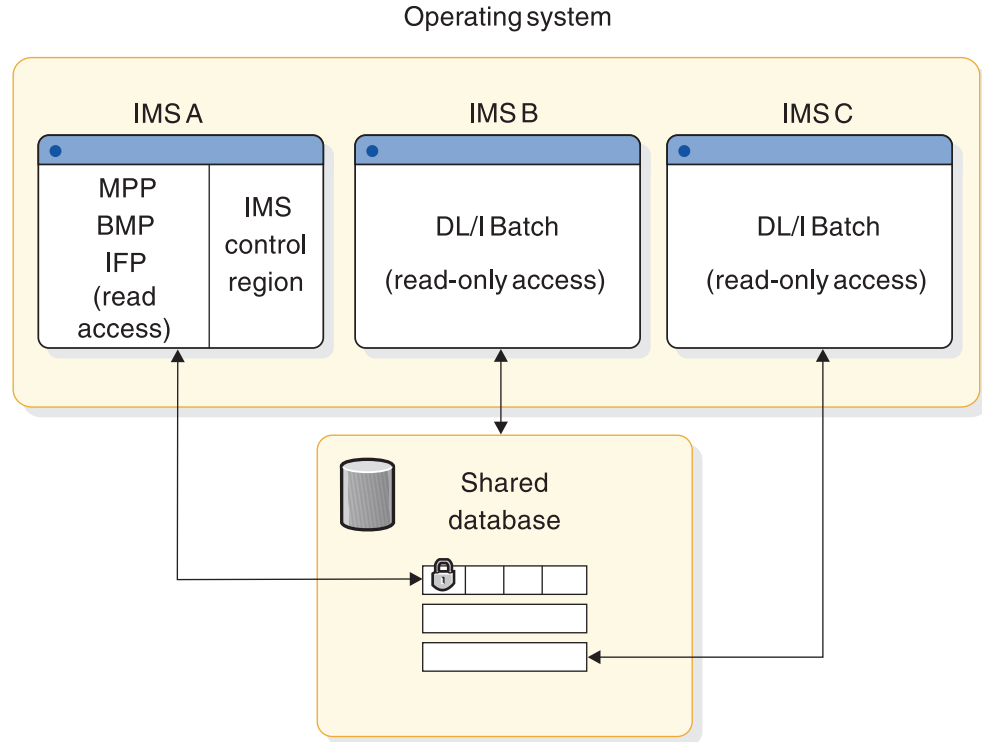 Operating system
IMS A
IMS B
IMS C
MPP
BMP
IFP
(read
access)
IMS
control
region
DL/I Batch
(read-only access)
DL/I Batch
(read-only access)
Shared
database
1